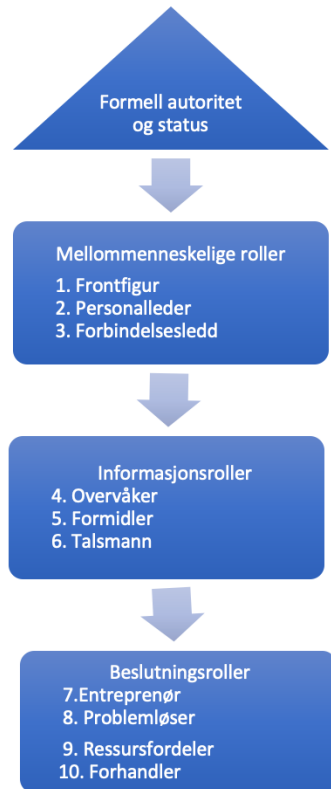 Formell autoritet
og status
Mellommenneskelige roller
1. Frontfigur
2. Personalleder
3. Forbindelsesledd
Informasjonsroller
4. Overvåker
5. Formidler
6. Talsmann
Beslutningsroller
7.Entreprenør
8. Problemløser
9. Ressursfordeler
10. Forhandler